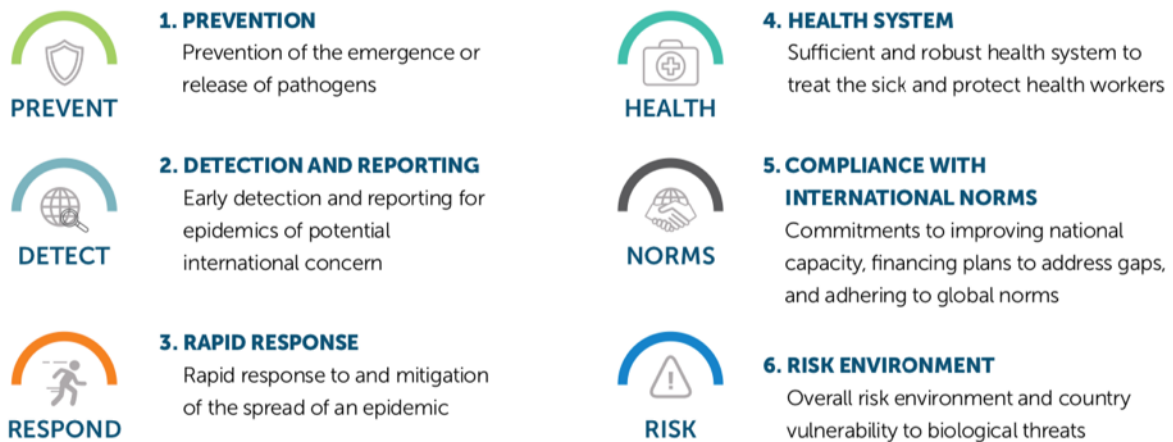 1. PREVENTION
Prevention of the emergence or
release of pathogens
PREVENT
2. DETECTION AND REPORTING
Early detection and reporting for
epidemics of potential
international concern
DETECT
3. RAPID RESPONSE
Rapid response to and mitigation
of the spread of an epidemic
RESPOND
4. HEALTH SYSTEM
Sufficient and robust health system to
treat the sick and protect health workers
HEALTH
5. COMPLIANCE WITH
INTERNATIONAL NORMS
Commitments to improving national
capacity, financing plans to address gaps,
and adhering to global norms
NORMS
6. RISK ENVIRONMENT
Overall risk environment and country
vulnerability to biological threats
RISK